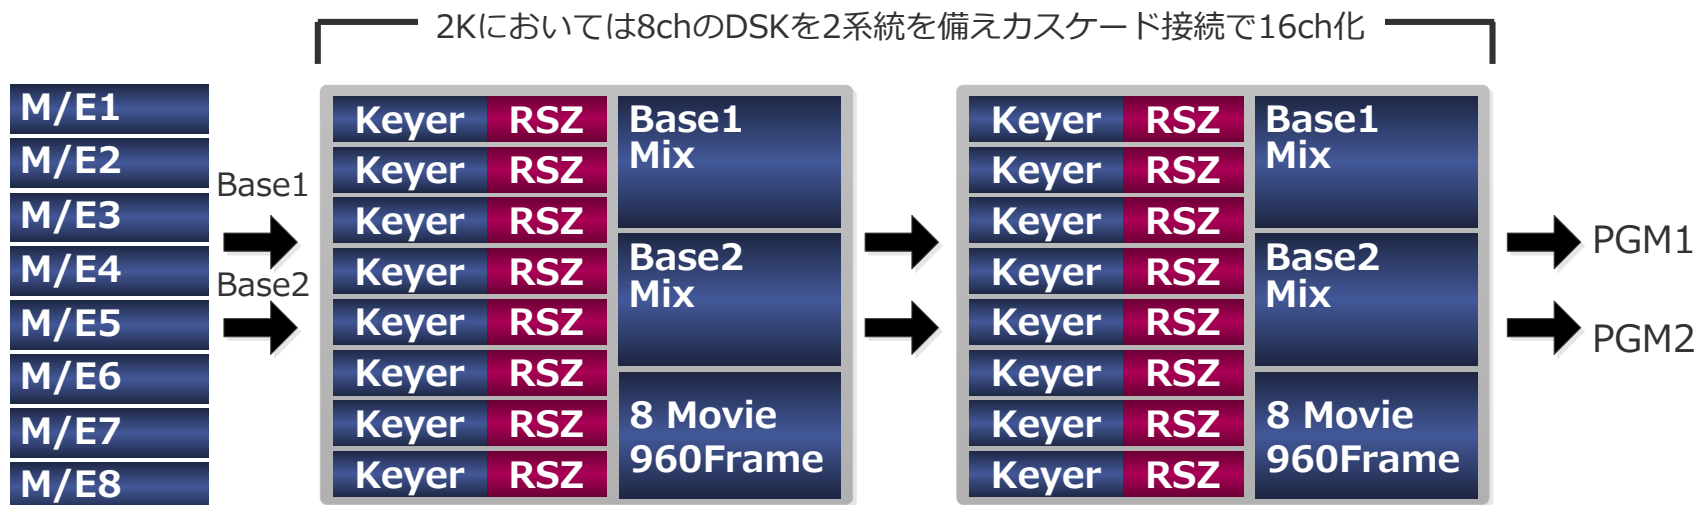 2Kにおいては8chのDSKを2系統を備えカスケード接続で16ch化
M/E1
M/E2
M/E3
M/E4
M/E5
M/E6
M/E7
M/E8
Base1
Base2
Keyer RSZ
Keyer RSZ
Keyer RSZ
Keyer RSZ
Keyer RSZ
Keyer RSZ
Keyer RSZ
Keyer RSZ
Base1
Mix
Base2
Mix
8 Movie
960Frame
Keyer RSZ
Keyer RSZ
Keyer RSZ
Keyer RSZ
Keyer RSZ
Keyer RSZ
Keyer RSZ
Keyer RSZ
Base1
Mix
Base2
Mix
8 Movie
960Frame
PGM1
PGM2